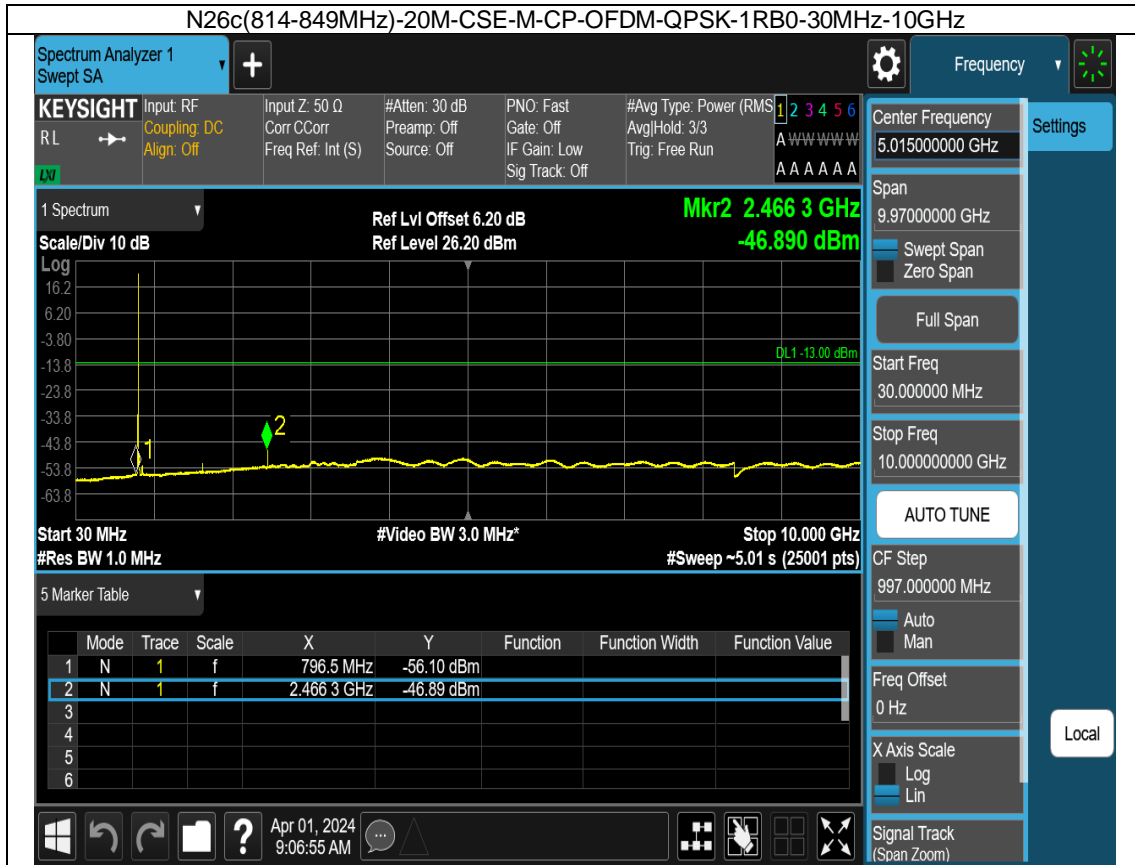 N26c(814-849MHz)-20M-CSE-M-CP-OFDM-QPSK-1RB0-30MHz-10GHz
Spectrum Analyzer 1
Swept SA
Frequency
KEYSIGHT
R L
LXI
Input: RF
Coupling: DC
Align: Off
Input Z: 50 Ω
Corr CCorr
Freq Ref: Int (S)
#Atten: 30 dB
Preamp: Off
Source: Off
PNO: Fast
Gate: Off
IF Gain: Low
Sig Track: Off
#Avg Type: Power (RMS
Avg|Hold: 3/3
Trig: Free Run
1 2 3 4 5 6
A W W W W W
A A A A A A
1 Spectrum
Scale/Div 10 dB
Ref Lvl Offset 6.20 dB
Ref Level 26.20 dBm
Mkr2 2.466 3 GHz
-46.890 dBm
Log
16.2
6.20
-3.80
-13.8
-23.8
-33.8
-43.8
-53.8
-63.8
DL1 -13.00 dBm
1
2
Start 30 MHz
#Res BW 1.0 MHz
#Video BW 3.0 MHz*
Stop 10.000 GHz
#Sweep ~5.01 s (25001 pts)
5 Marker Table
Mode Trace Scale X Y Function Function Width Function Value
1 N 1 f 796.5 MHz -56.10 dBm
2 N 1 f 2.466 3 GHz -46.89 dBm
3
4
5
6
Center Frequency
5.015000000 GHz
Span
9.97000000 GHz
Swept Span
Zero Span
Full Span
Start Freq
30.000000 MHz
Stop Freq
10.000000000 GHz
AUTO TUNE
CF Step
997.000000 MHz
Auto
Man
Freq Offset
0 Hz
X Axis Scale
Log
Lin
Signal Track
(Span Zoom)
Settings
Local
?
Apr 01, 2024
9:06:55 AM